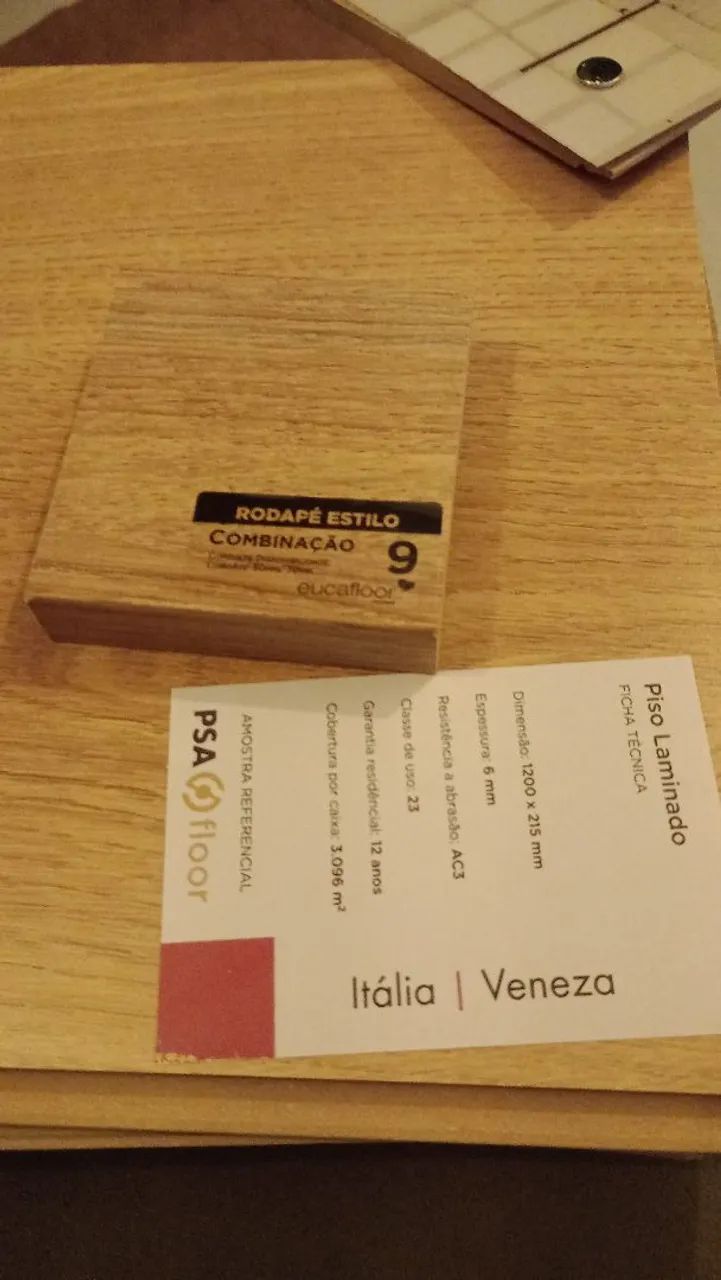 RODAPÉ ESTILO
COMBINAÇÃO
9
eucafloor
Piso Laminado
FICHA TÉCNICA
Dimensão: 1200 x 215 mm
Espessura: 6 mm
Resistência a abrasão: AC3
Classe de uso: 23
Garantia residêncial: 12 anos
Cobertura por caixa: 3.096 m²
AMOSTRA REFERENCIAL
PSA floor
Itália | Veneza